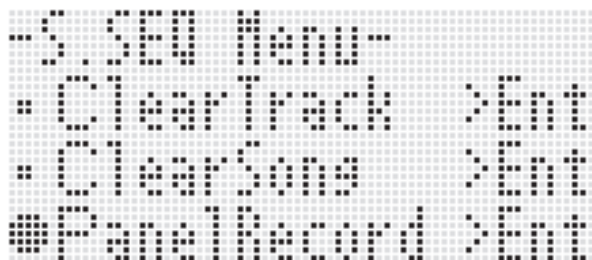 -S.SEQ Menu-
▪ClearTrack >Ent
▪ClearSong >Ent
●PanelRecord >Ent